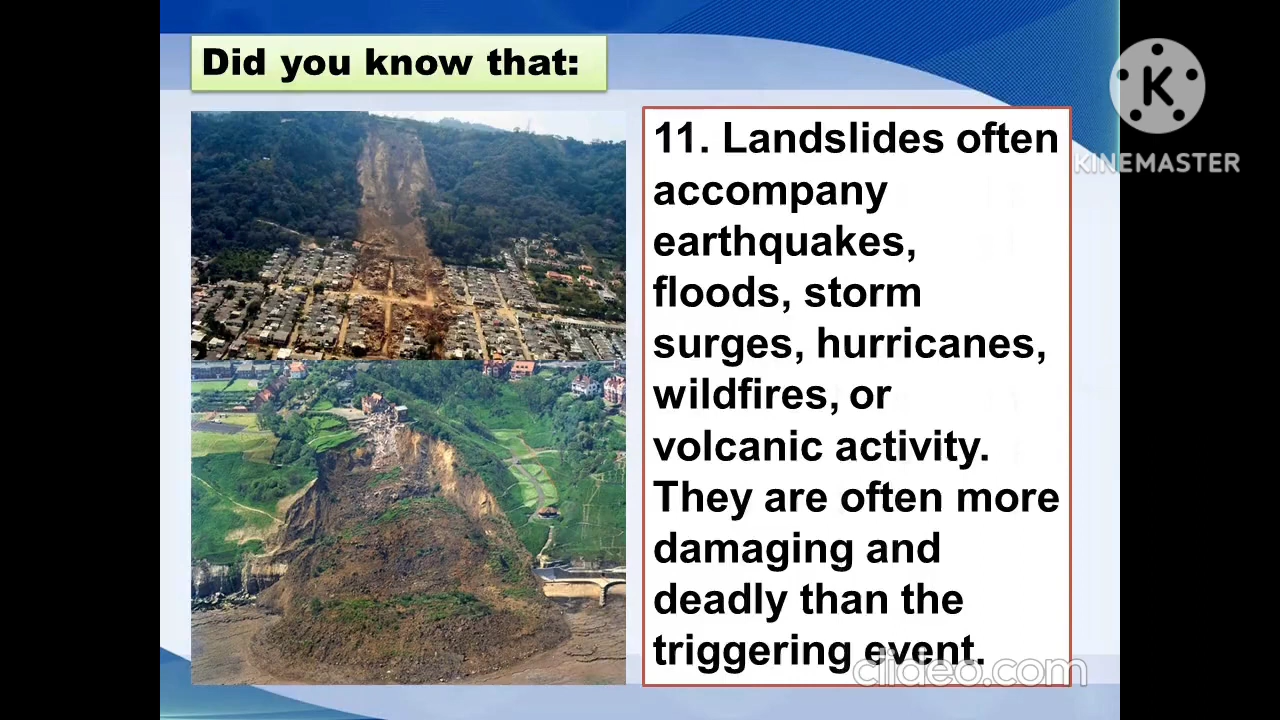 Did you know that:
11. Landslides often
accompany
earthquakes,
floods, storm
surges, hurricanes,
wildfires, or
volcanic activity.
They are often more
damaging and
deadly than the
triggering event.
K
KINEMASTER
clideo.com